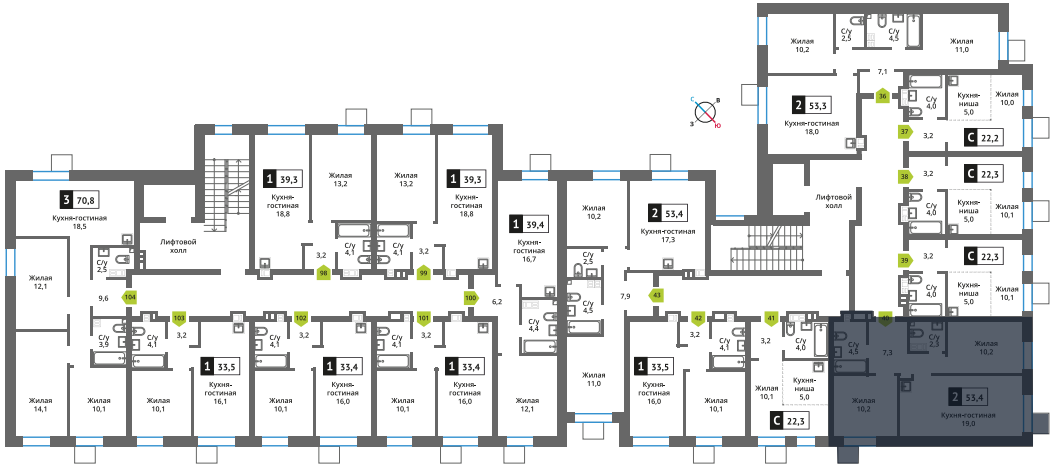 Жилая
10,2
С/у
2,5
С/у
4,5
Жилая
11,0
7,1
36
2 53,3
Кухня-гостиная
18,0
С/у
4,0
Кухня-
ниша
5,0
Жилая
10,0
37
3,2
С 22,2
38
3,2
С 22,3
С/у
4,0
Кухня-
ниша
5,0
Жилая
10,1
39
3,2
С 22,3
С/у
4,0
Кухня-
ниша
5,0
Жилая
10,1
Лифтовой
холл
С
В
З
Ю
3 70,8
Кухня-гостиная
18,5
Лифтовой
холл
С/у
2,5
Жилая
12,1
9,6
104
С/у
3,9
Жилая
14,1
Жилая
10,1
1 39,3
Кухня-
гостиная
18,8
Жилая
13,2
3,2
С/у
4,1
98
Жилая
13,2
1 39,3
Кухня-
гостиная
18,8
С/у
4,1
3,2
99
1 39,4
Кухня-
гостиная
16,7
100
6,2
С/у
4,4
Жилая
12,1
103
С/у
4,1
3,2
1 33,5
Кухня-
гостиная
16,1
Жилая
10,1
102
С/у
4,1
3,2
1 33,4
Кухня-
гостиная
16,0
Жилая
10,1
101
С/у
4,1
3,2
1 33,4
Кухня-
гостиная
16,0
Жилая
10,1
Жилая
10,2
2 53,4
Кухня-гостиная
17,3
С/у
2,5
7,9
43
С/у
4,5
Жилая
11,0
42
3,2
С/у
4,1
1 33,5
Кухня-
гостиная
16,0
Жилая
10,1
41
3,2
С/у
4,0
Жилая
10,1
Кухня-
ниша
5,0
С 22,3
40
С/у
4,5
7,3
С/у
2,3
Жилая
10,2
Жилая
10,2
2 53,4
Кухня-гостиная
19,0